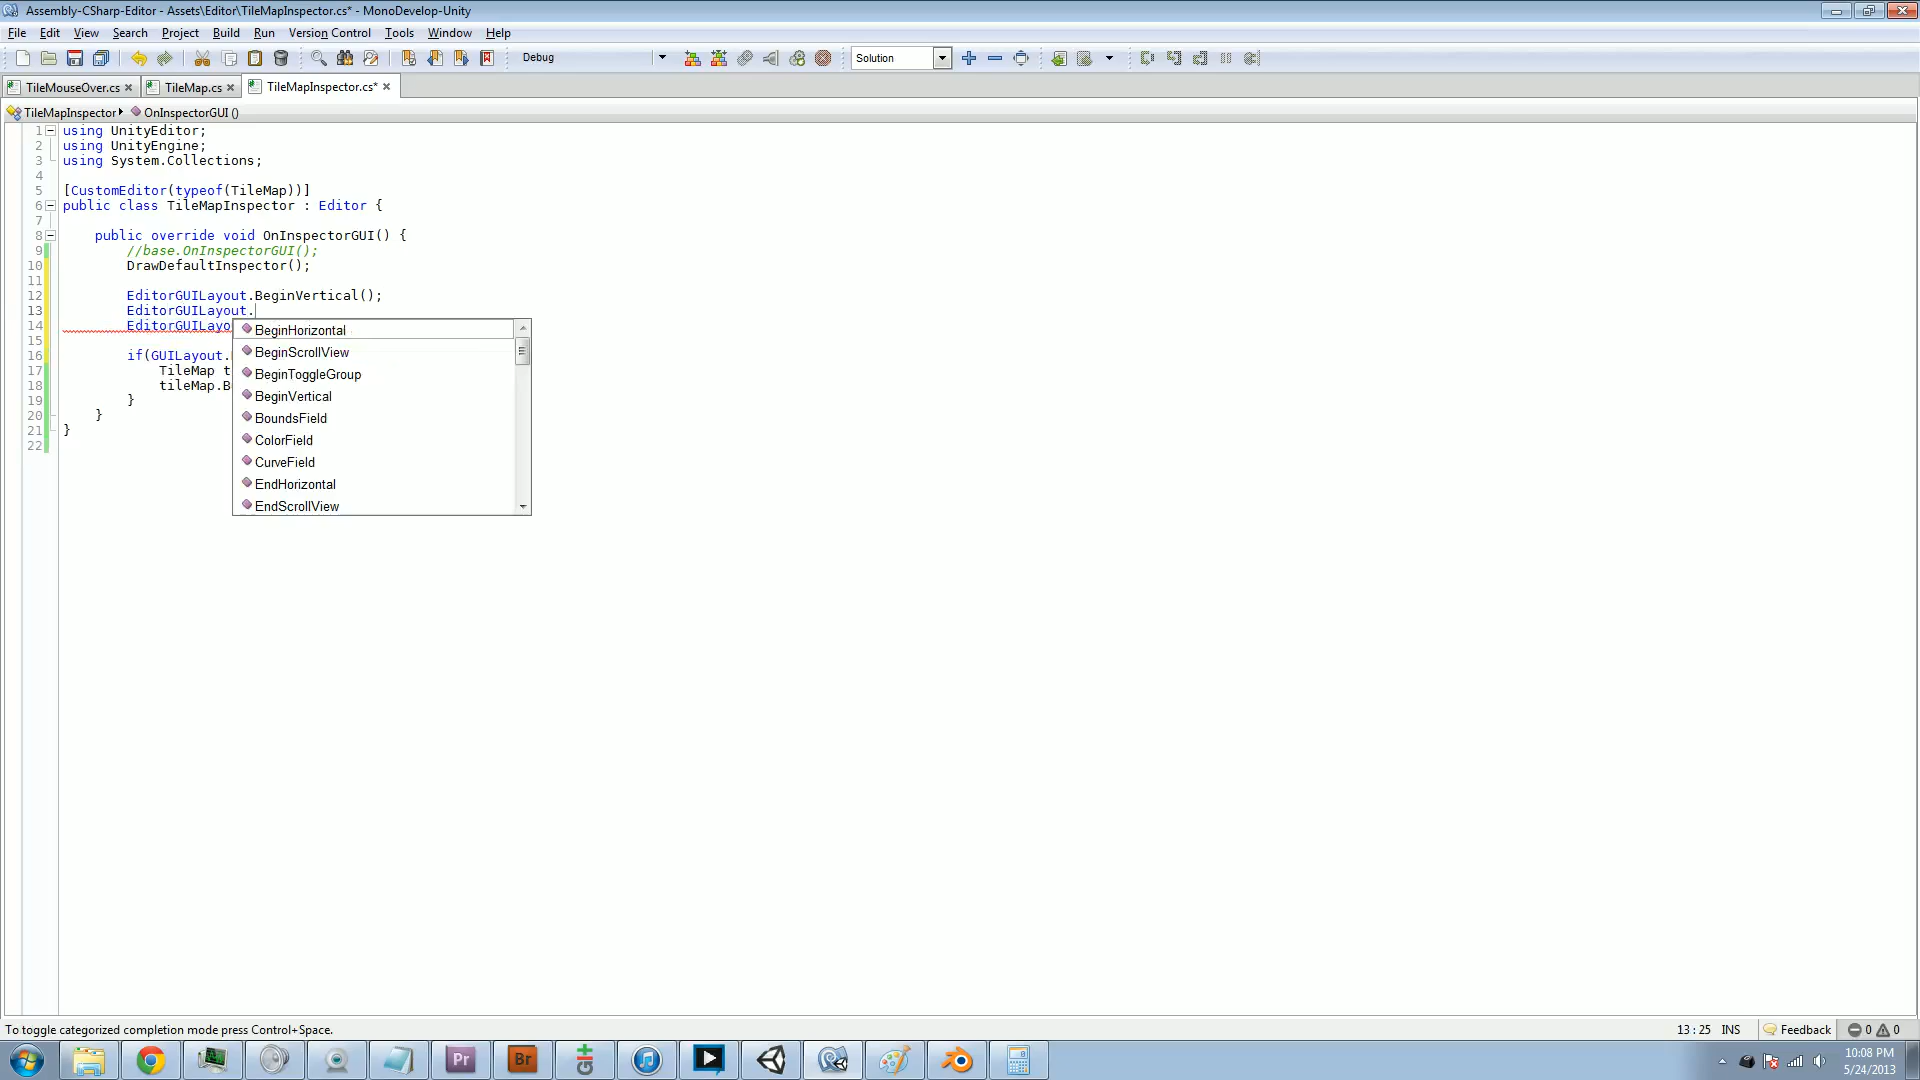 Assembly-CSharp-Editor - Assets\Editor\TileMapInspector.cs* - MonoDevelop-Unity
File Edit View Search Project Build Run Version Control Tools Window Help
Debug Solution
TileMouseOver.cs TileMap.cs TileMapInspector.cs*
TileMapInspector OnInspectorGUI ()
1 using UnityEditor;
2 using UnityEngine;
3 using System.Collections;
4
5 [CustomEditor(typeof(TileMap))]
6 public class TileMapInspector : Editor {
7
8 public override void OnInspectorGUI() {
9 //base.OnInspectorGUI();
10 DrawDefaultInspector();
11
12 EditorGUILayout.BeginVertical();
13 EditorGUILayout.
14 EditorGUILayou
15
16 if(GUILayout.
17 TileMap t
18 tileMap.B
19 }
20 }
21 }
22
BeginHorizontal
BeginScrollView
BeginToggleGroup
BeginVertical
BoundsField
ColorField
CurveField
EndHorizontal
EndScrollView
To toggle categorized completion mode press Control+Space. 13 : 25 INS Feedback 0 0
Pr Br git
10:08 PM
5/24/2013